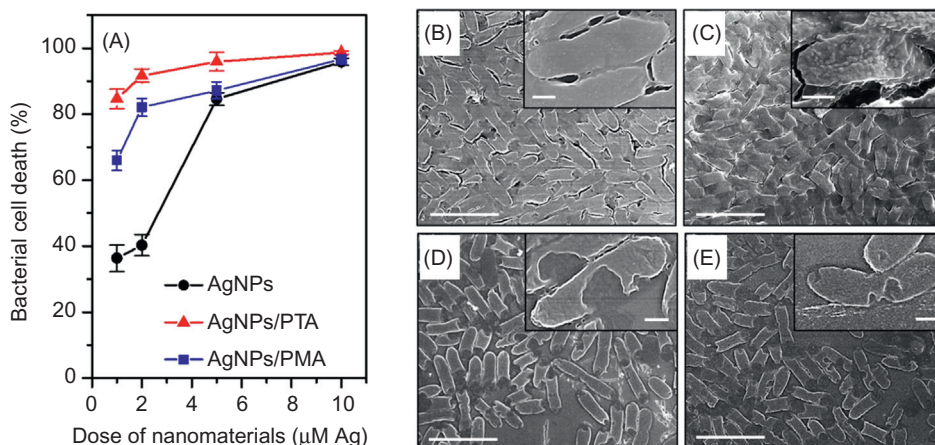 (A)
Bacterial cell death (%)
100
80
60
40
20
0
AgNPs
AgNPs/PTA
AgNPs/PMA
0 2 4 6 8 10
Dose of nanomaterials (μM Ag)
(B)
(C)
(D)
(E)